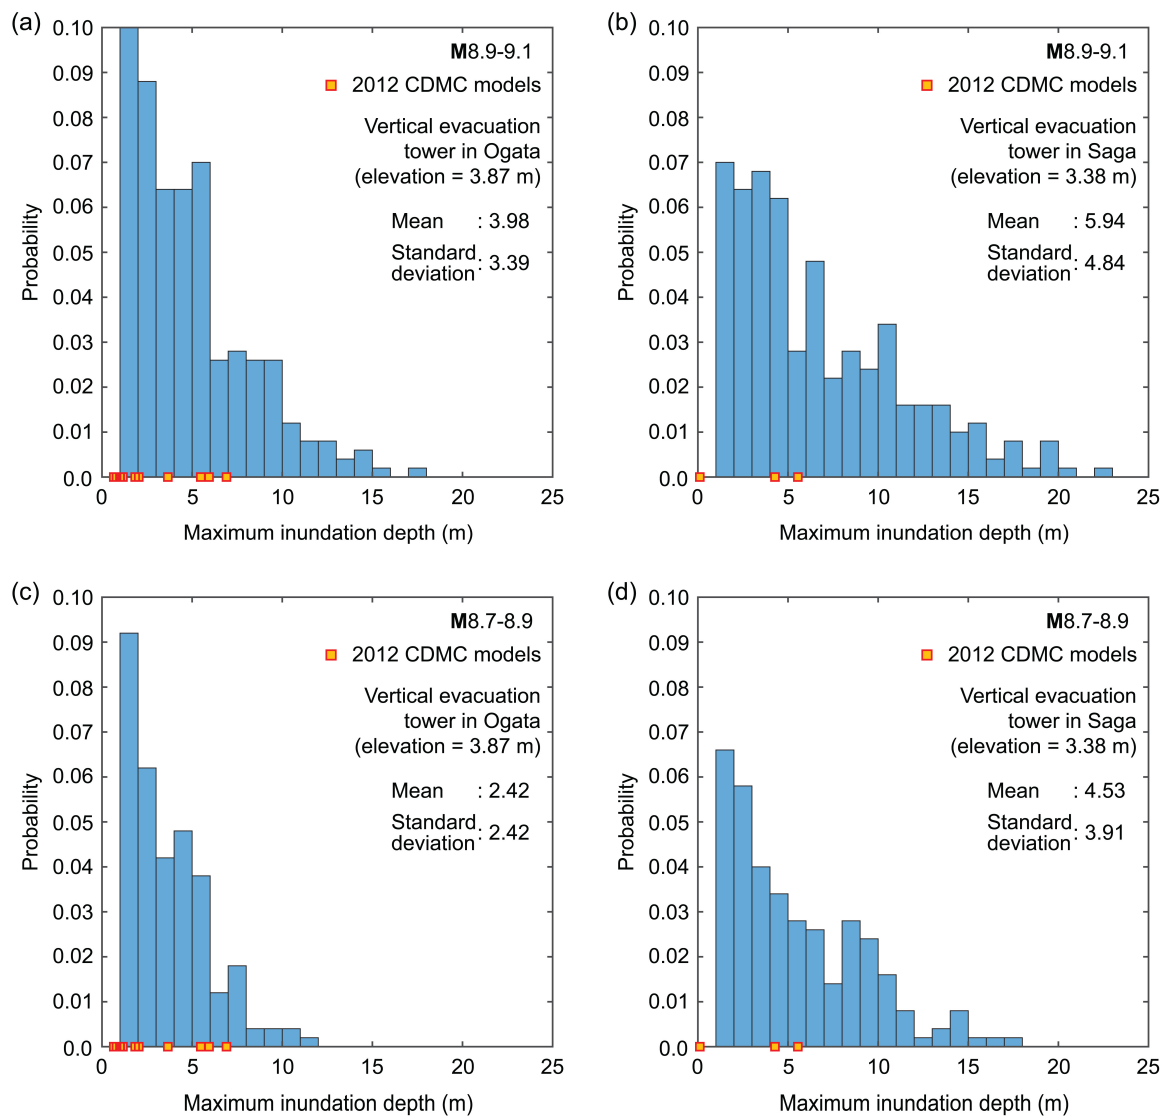 (a)
0.10
0.09
0.08
0.07
0.06
0.05
0.04
0.03
0.02
0.01
0.0
Probability
M8.9-9.1
2012 CDMC models
Vertical evacuation
tower in Ogata
(elevation = 3.87 m)
Mean : 3.98
Standard
deviation : 3.39
0 5 10 15 20 25
Maximum inundation depth (m)
(b)
0.10
0.09
0.08
0.07
0.06
0.05
0.04
0.03
0.02
0.01
0.0
Probability
M8.9-9.1
2012 CDMC models
Vertical evacuation
tower in Saga
(elevation = 3.38 m)
Mean : 5.94
Standard
deviation : 4.84
0 5 10 15 20 25
Maximum inundation depth (m)
(c)
0.10
0.09
0.08
0.07
0.06
0.05
0.04
0.03
0.02
0.01
0.0
Probability
M8.7-8.9
2012 CDMC models
Vertical evacuation
tower in Ogata
(elevation = 3.87 m)
Mean : 2.42
Standard
deviation : 2.42
0 5 10 15 20 25
Maximum inundation depth (m)
(d)
0.10
0.09
0.08
0.07
0.06
0.05
0.04
0.03
0.02
0.01
0.0
Probability
M8.7-8.9
2012 CDMC models
Vertical evacuation
tower in Saga
(elevation = 3.38 m)
Mean : 4.53
Standard
deviation : 3.91
0 5 10 15 20 25
Maximum inundation depth (m)